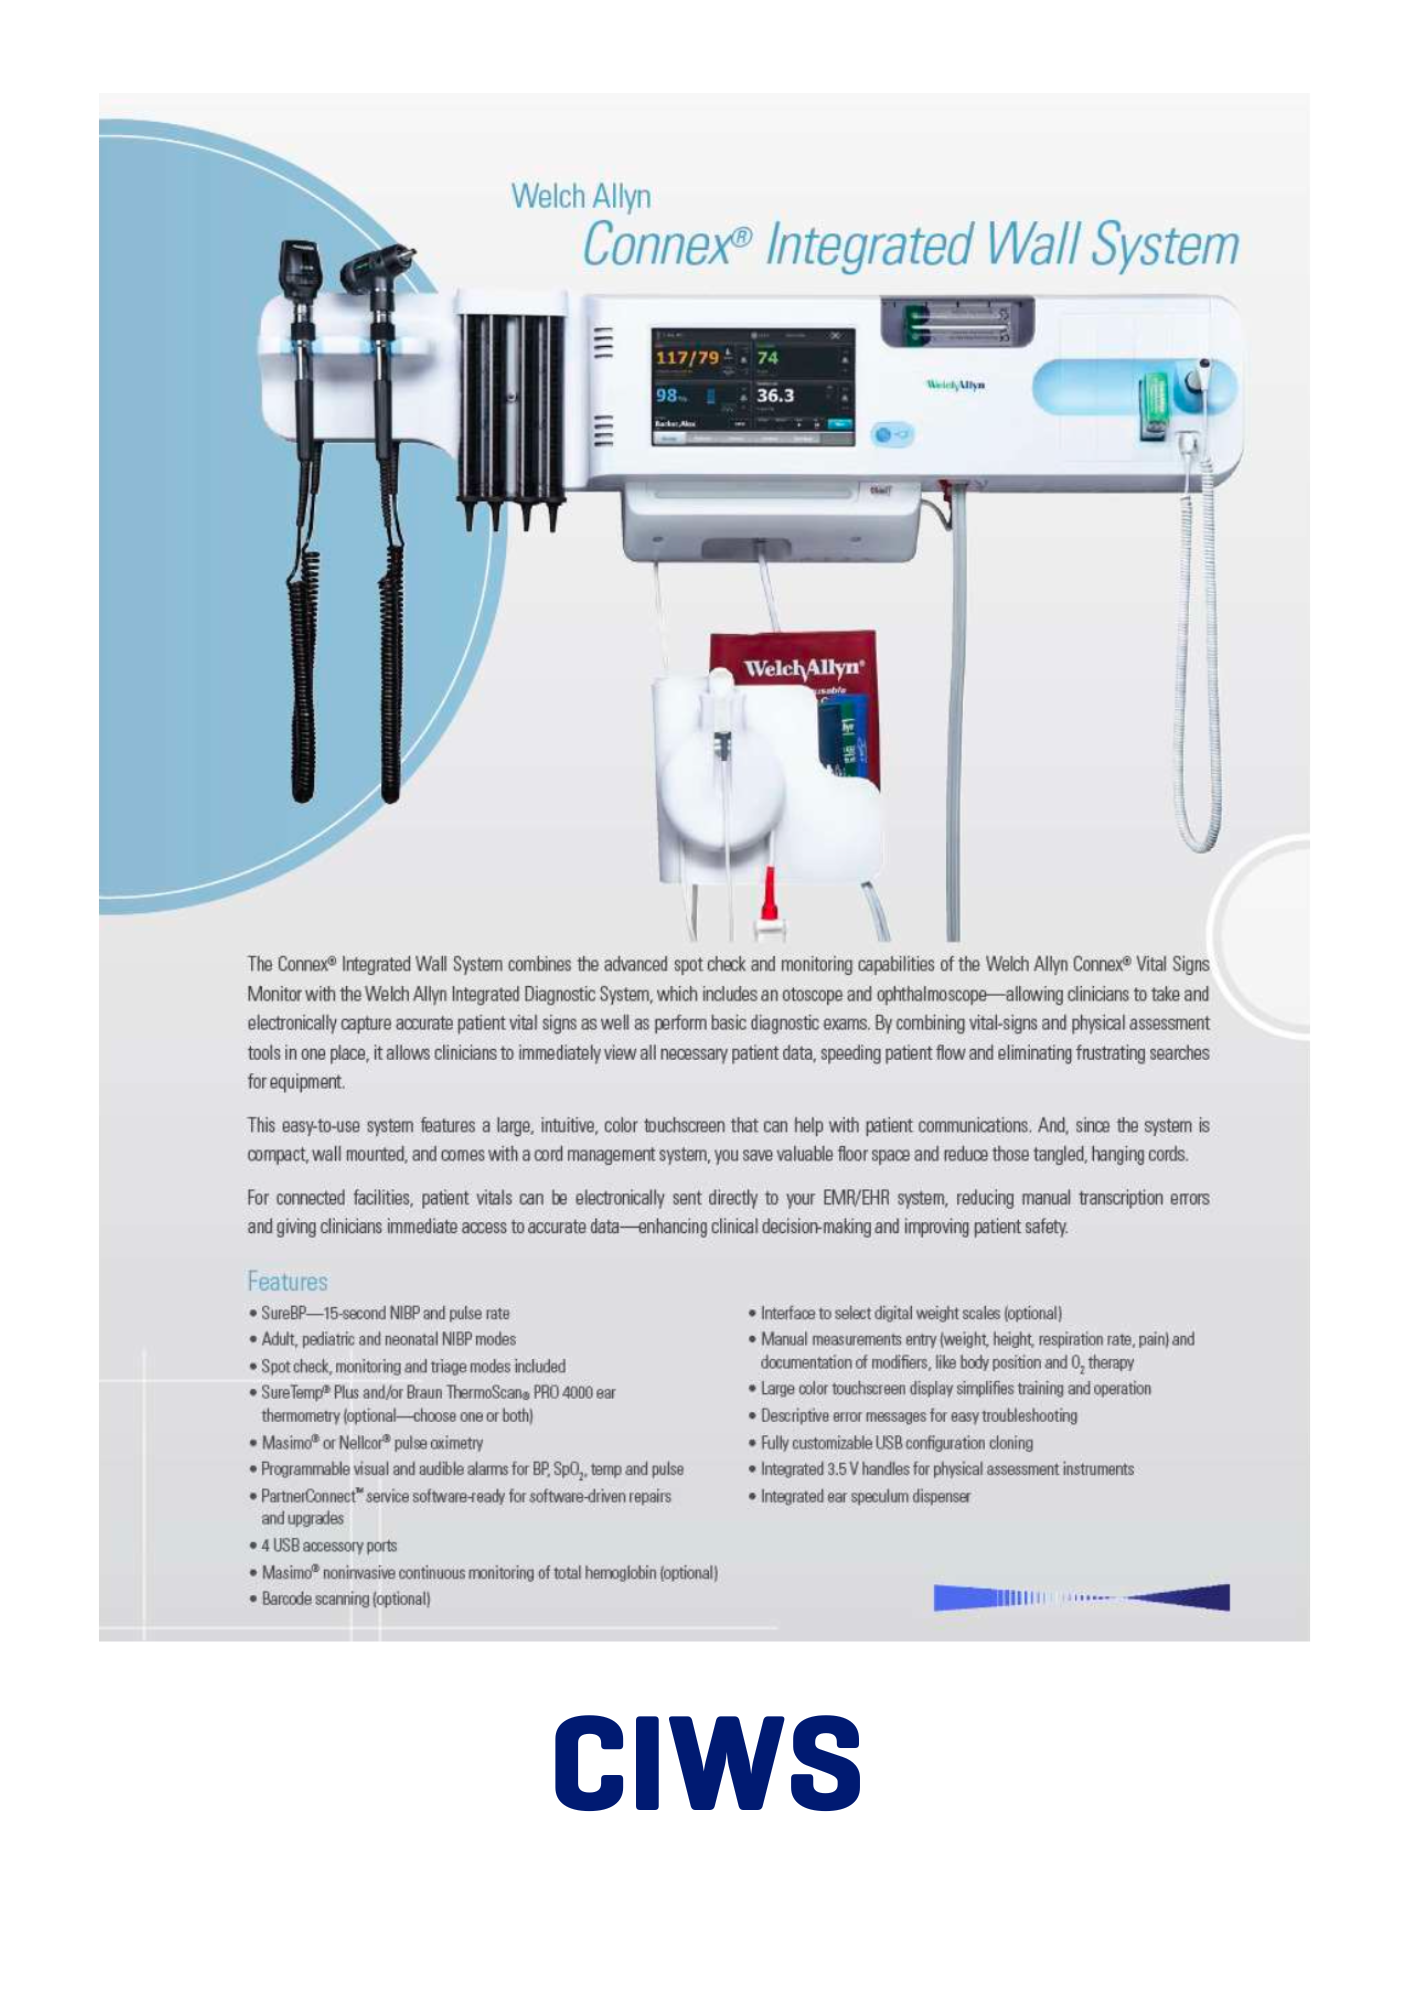 Welch Allyn
Connex® Integrated Wall System
117/79
74
98
36.3
WelchAllyn
WelchAllyn®
The Connex® Integrated Wall System combines the advanced spot check and monitoring capabilities of the Welch Allyn Connex® Vital Signs
Monitor with the Welch Allyn Integrated Diagnostic System, which includes an otoscope and ophthalmoscope—allowing clinicians to take and
electronically capture accurate patient vital signs as well as perform basic diagnostic exams. By combining vital-signs and physical assessment
tools in one place, it allows clinicians to immediately view all necessary patient data, speeding patient flow and eliminating frustrating searches
for equipment.
This easy-to-use system features a large, intuitive, color touchscreen that can help with patient communications. And, since the system is
compact, wall mounted, and comes with a cord management system, you save valuable floor space and reduce those tangled, hanging cords.
For connected facilities, patient vitals can be electronically sent directly to your EMR/EHR system, reducing manual transcription errors
and giving clinicians immediate access to accurate data—enhancing clinical decision-making and improving patient safety.
Features
• SureBP—15-second NIBP and pulse rate
• Adult, pediatric and neonatal NIBP modes
• Spot check, monitoring and triage modes included
• SureTemp® Plus and/or Braun ThermoScan® PRO 4000 ear
thermometry (optional—choose one or both)
• Masimo® or Nellcor® pulse oximetry
• Programmable visual and audible alarms for BP, SpO₂, temp and pulse
• PartnerConnect™ service software-ready for software-driven repairs
and upgrades
• 4 USB accessory ports
• Masimo® noninvasive continuous monitoring of total hemoglobin (optional)
• Barcode scanning (optional)
• Interface to select digital weight scales (optional)
• Manual measurements entry (weight, height, respiration rate, pain) and
documentation of modifiers, like body position and O₂ therapy
• Large color touchscreen display simplifies training and operation
• Descriptive error messages for easy troubleshooting
• Fully customizable USB configuration cloning
• Integrated 3.5 V handles for physical assessment instruments
• Integrated ear speculum dispenser
CIWS